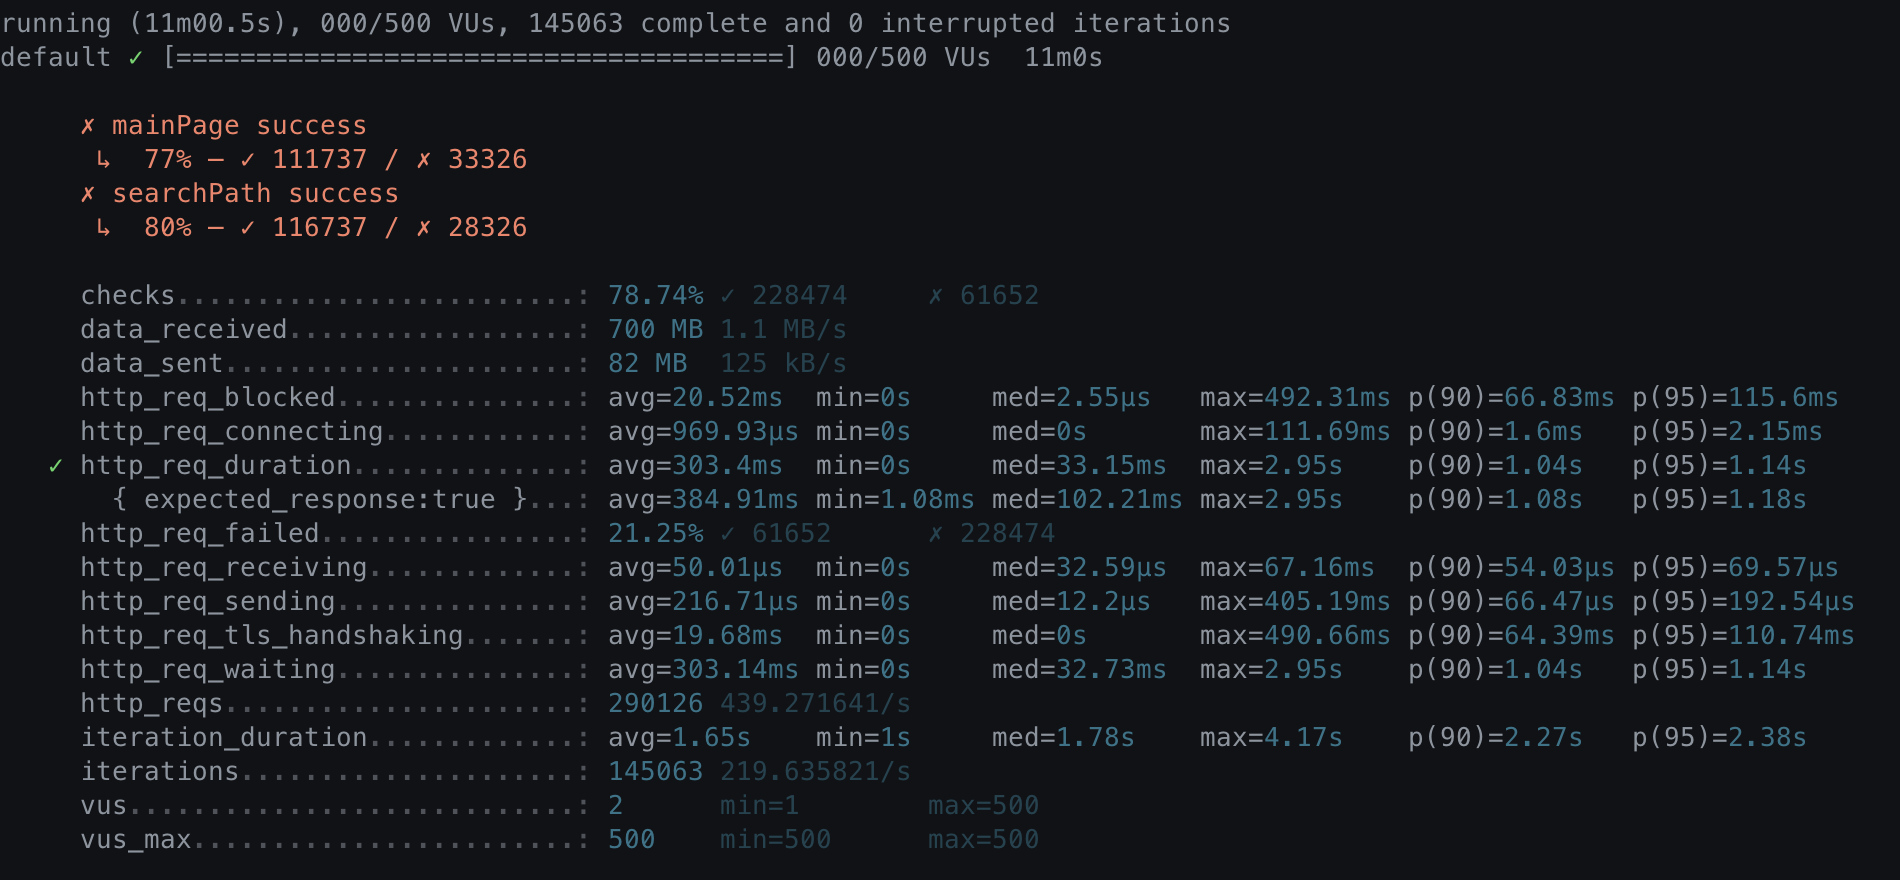 running (11m00.5s), 000/500 VUs, 145063 complete and 0 interrupted iterations
default ✓ [======================================] 000/500 VUs  11m0s
✗ mainPage success
↳  77% — ✓ 111737 / ✗ 33326
✗ searchPath success
↳  80% — ✓ 116737 / ✗ 28326
checks.........................: 78.74% ✓ 228474     ✗ 61652
data_received..................: 700 MB 1.1 MB/s
data_sent......................: 82 MB  125 kB/s
http_req_blocked...............: avg=20.52ms  min=0s     med=2.55µs   max=492.31ms p(90)=66.83ms p(95)=115.6ms
http_req_connecting............: avg=969.93µs min=0s     med=0s       max=111.69ms p(90)=1.6ms   p(95)=2.15ms
✓ http_req_duration..............: avg=303.4ms  min=0s     med=33.15ms  max=2.95s    p(90)=1.04s   p(95)=1.14s
{ expected_response:true }...: avg=384.91ms min=1.08ms med=102.21ms max=2.95s    p(90)=1.08s   p(95)=1.18s
http_req_failed................: 21.25% ✓ 61652      ✗ 228474
http_req_receiving.............: avg=50.01µs  min=0s     med=32.59µs  max=67.16ms  p(90)=54.03µs p(95)=69.57µs
http_req_sending...............: avg=216.71µs min=0s     med=12.2µs   max=405.19ms p(90)=66.47µs p(95)=192.54µs
http_req_tls_handshaking.......: avg=19.68ms  min=0s     med=0s       max=490.66ms p(90)=64.39ms p(95)=110.74ms
http_req_waiting...............: avg=303.14ms min=0s     med=32.73ms  max=2.95s    p(90)=1.04s   p(95)=1.14s
http_reqs......................: 290126 439.271641/s
iteration_duration.............: avg=1.65s    min=1s     med=1.78s    max=4.17s    p(90)=2.27s   p(95)=2.38s
iterations.....................: 145063 219.635821/s
vus............................: 2      min=1        max=500
vus_max........................: 500    min=500      max=500